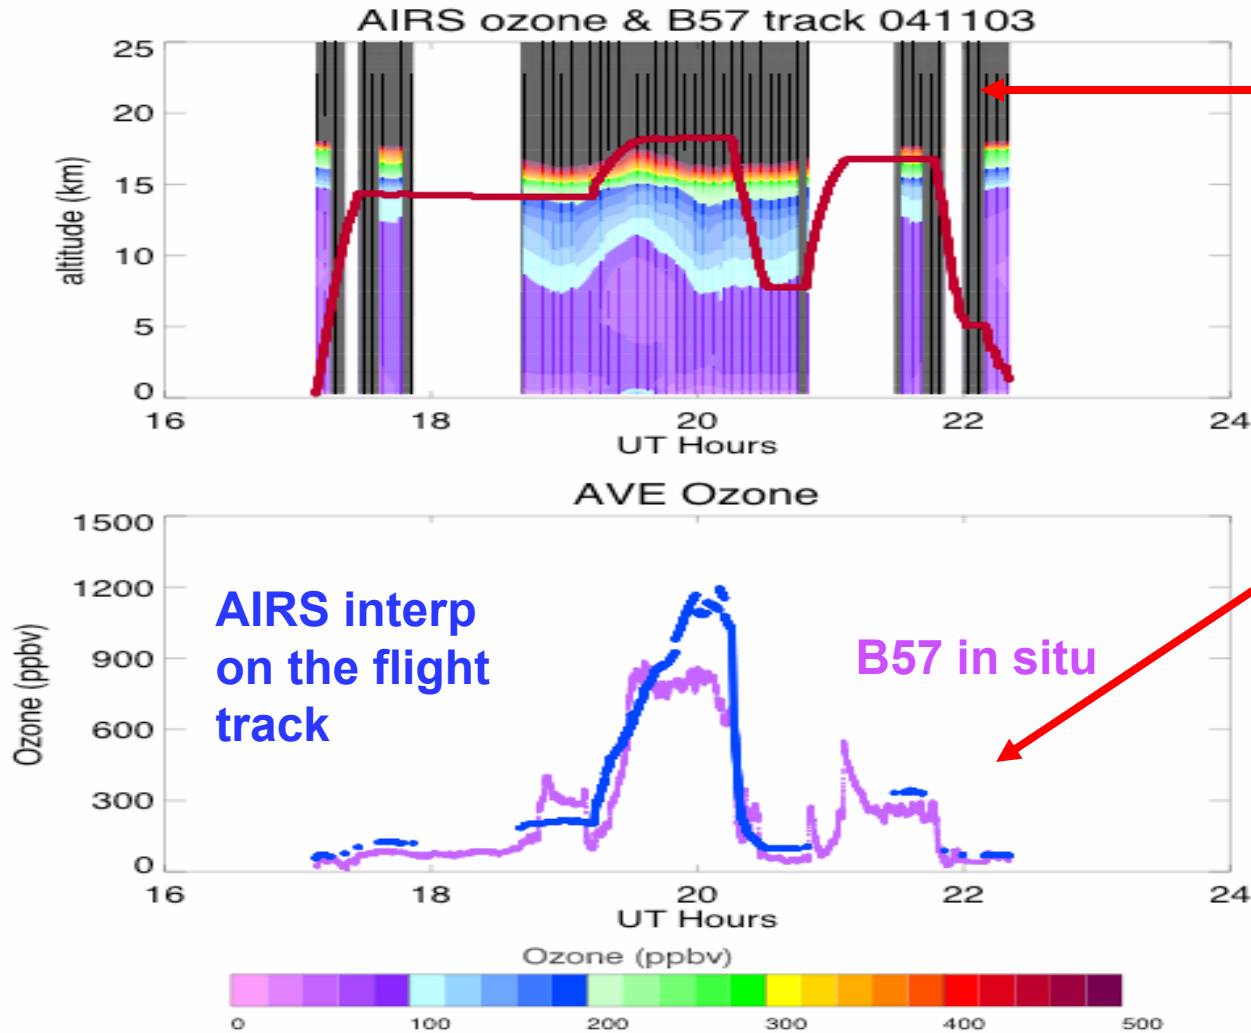 AIRS ozone & B57 track 041103
25
20
15
10
5
0
altitude (km)
16 18 20 22 24
UT Hours
AVE Ozone
1500
1200
900
600
300
0
Ozone (ppbv)
AIRS interp
on the flight
track
B57 in situ
16 18 20 22 24
UT Hours
Ozone (ppbv)
0 100 200 300 400 500